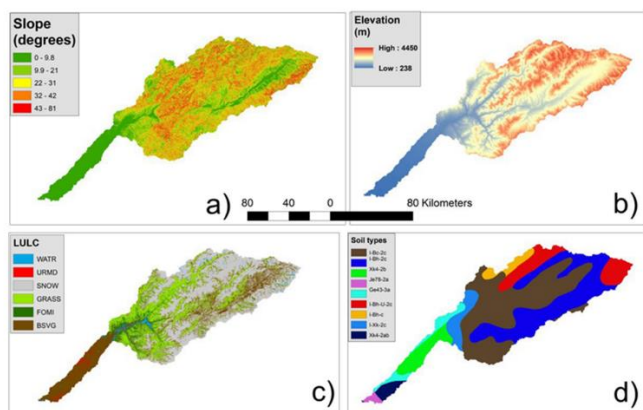 Slope
(degrees)
0 - 9.8
9.9 - 21
22 - 31
32 - 42
43 - 81
a)
Elevation
(m)
High : 4450
Low : 238
b)
80 40 0 80 Kilometers
LULC
WATR
URMD
SNOW
GRASS
FOMI
BSVG
c)
Soil types
I-Bc-2c
I-Bh-2c
Xk4-2b
Je78-2a
Ge43-3a
I-Bh-U-2c
I-Bh-c
I-Xk-2c
Xk4-2ab
d)